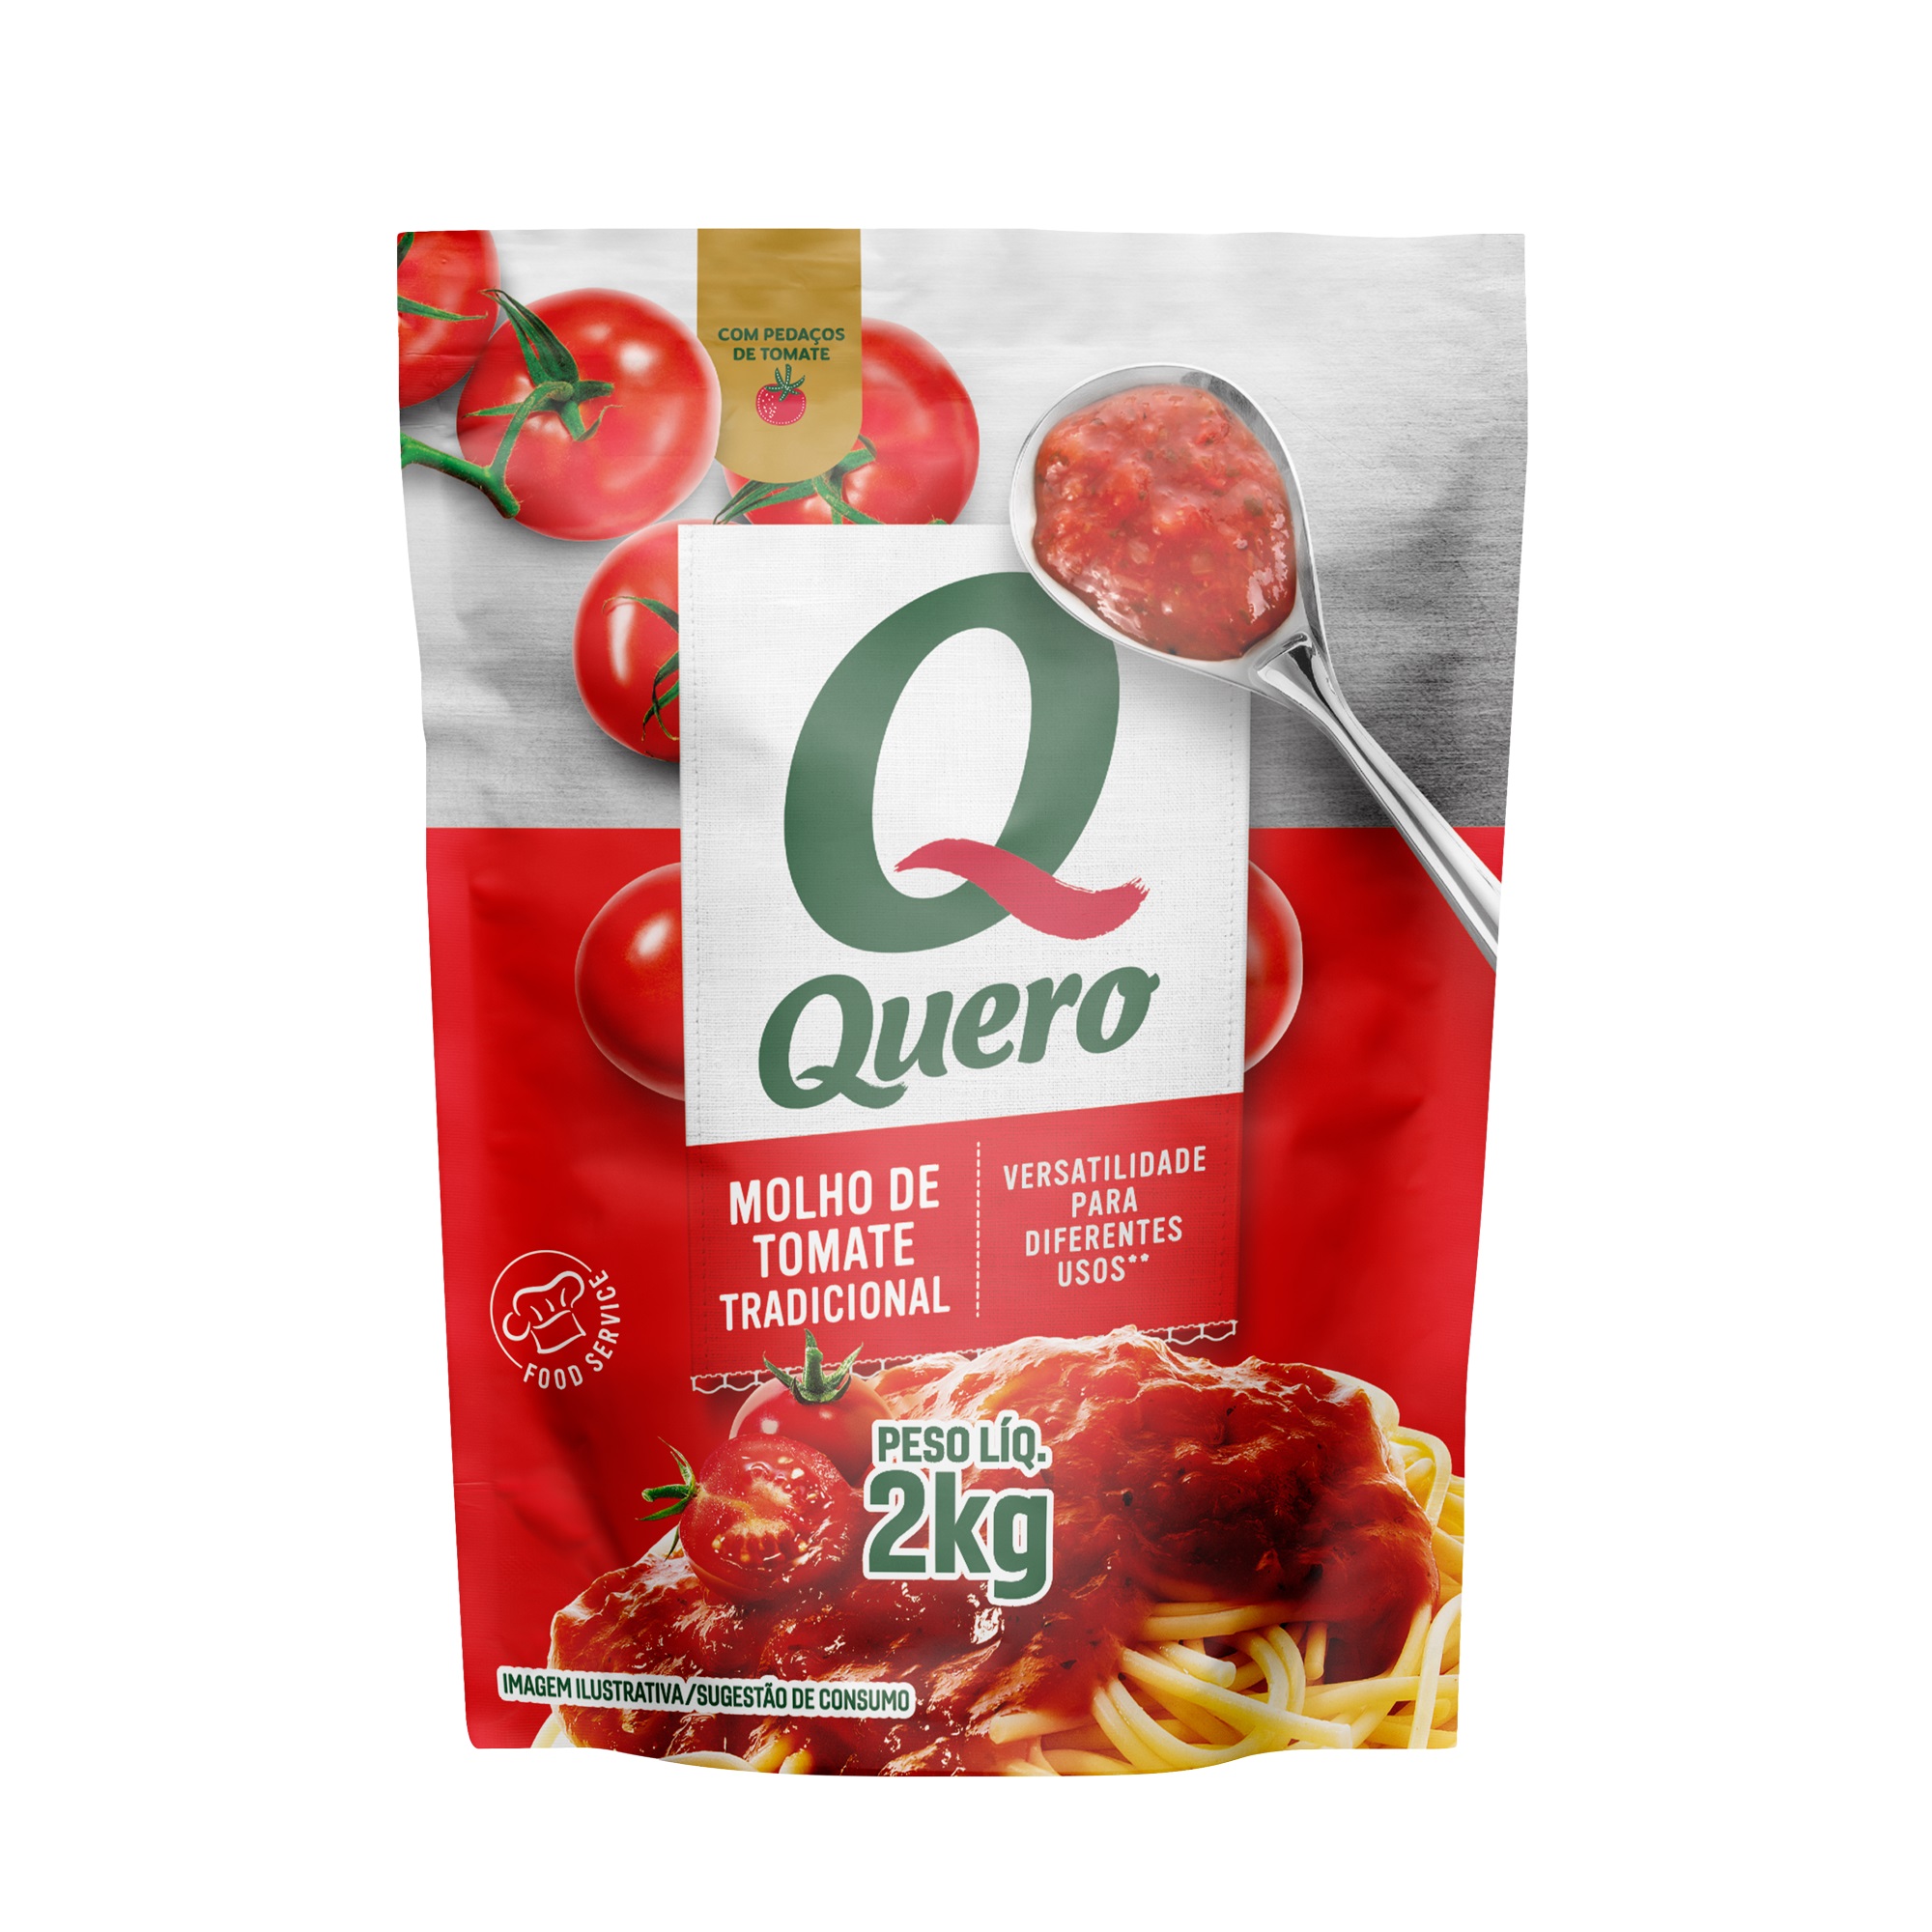 COM PEDAÇOS
DE TOMATE
Q
Quero
MOLHO DE
TOMATE
TRADICIONAL
VERSATILIDADE
PARA
DIFERENTES
USOS**
FOOD SERVICE
PESO LÍQ.
2kg
IMAGEM ILUSTRATIVA/SUGESTÃO DE CONSUMO